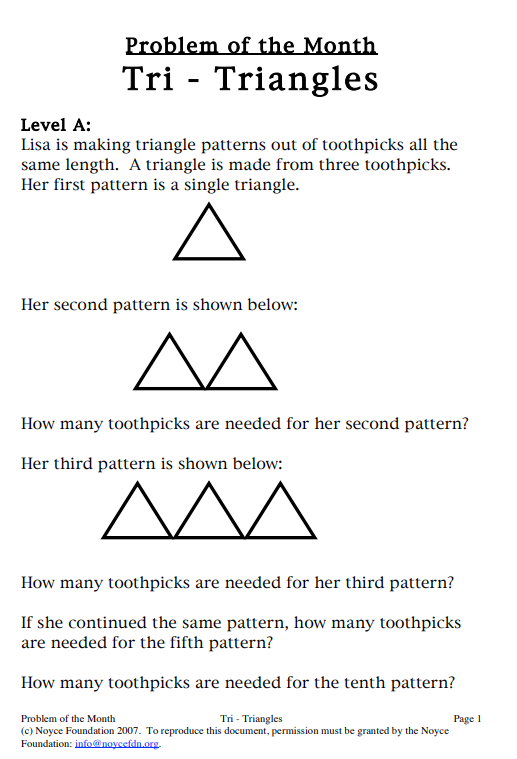 Problem of the Month
Tri - Triangles
Level A:
Lisa is making triangle patterns out of toothpicks all the
same length.  A triangle is made from three toothpicks.
Her first pattern is a single triangle.
Her second pattern is shown below:
How many toothpicks are needed for her second pattern?
Her third pattern is shown below:
How many toothpicks are needed for her third pattern?
If she continued the same pattern, how many toothpicks
are needed for the fifth pattern?
How many toothpicks are needed for the tenth pattern?
Problem of the Month Tri - Triangles Page 1
(c) Noyce Foundation 2007.  To reproduce this document, permission must be granted by the Noyce
Foundation: info@noycefdn.org.